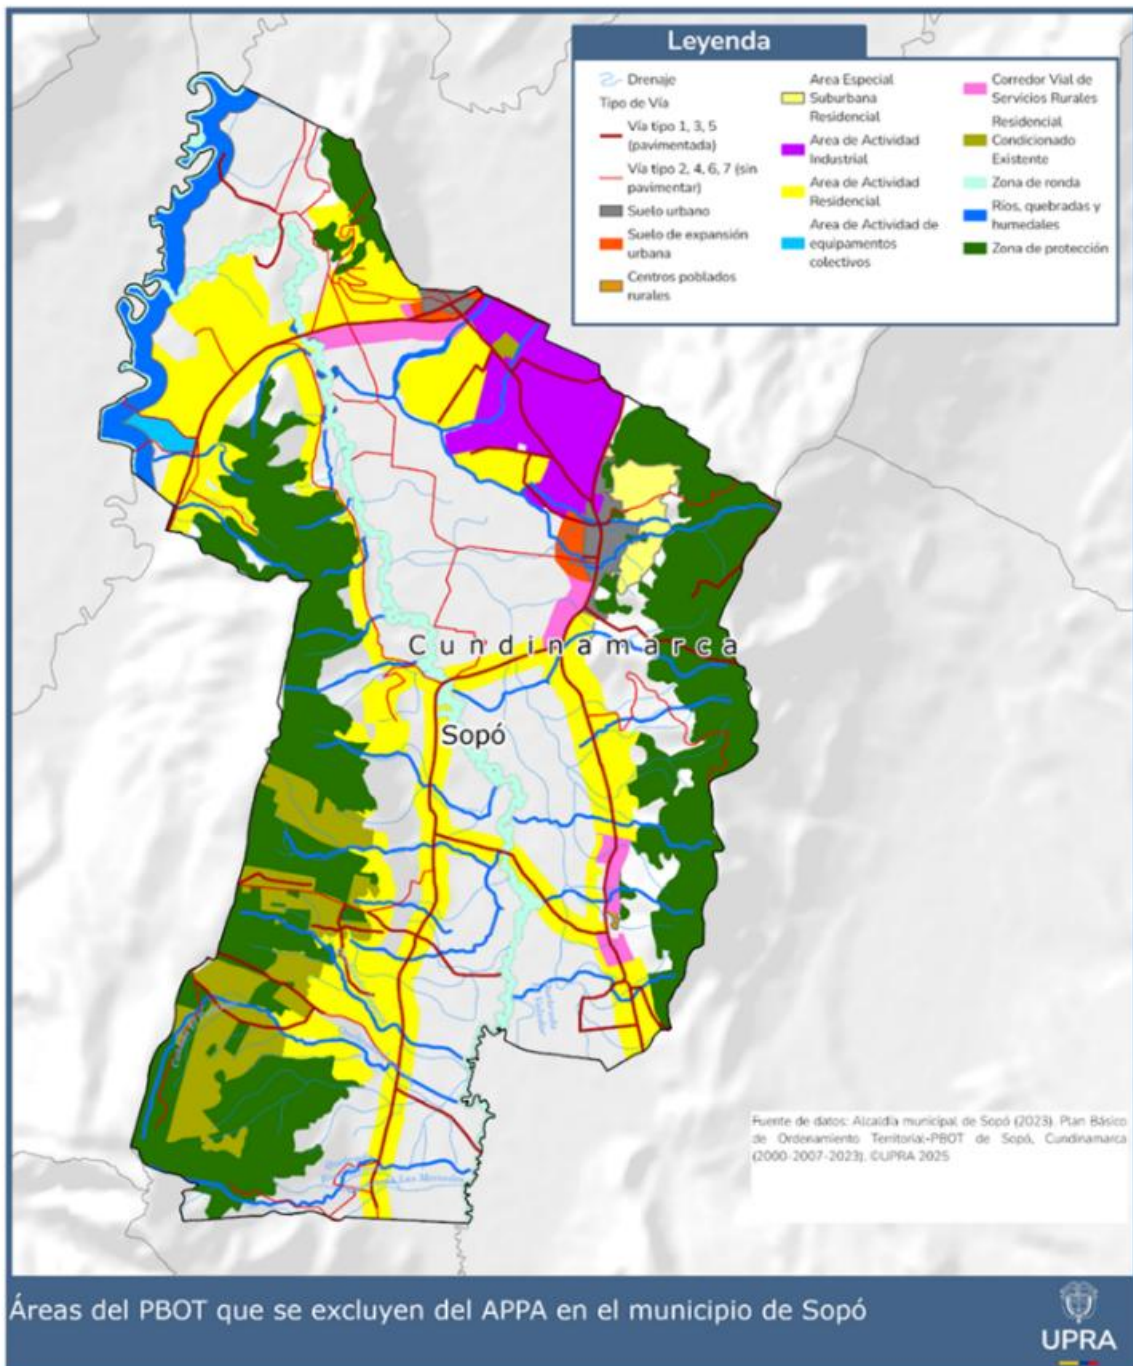 Leyenda
Drenaje
Tipo de Vía
Vía tipo 1, 3, 5
(pavimentada)
Vía tipo 2, 4, 6, 7 (sin
pavimentar)
Suelo urbano
Suelo de expansión
urbana
Centros poblados
rurales
Area Especial
Suburbana
Residencial
Area de Actividad
Industrial
Area de Actividad
Residencial
Area de Actividad de
equipamentos
colectivos
Corredor Vial de
Servicios Rurales
Residencial
Condicionado
Existente
Zona de ronda
Ríos, quebradas y
humedales
Zona de protección
Cundinamarca
Sopó
Fuente de datos: Alcaldía municipal de Sopó (2023). Plan Básico
de Ordenamiento Territorial-PBOT de Sopó, Cundinamarca
(2000-2007-2023). ©UPRA 2025
Áreas del PBOT que se excluyen del APPA en el municipio de Sopó
UPRA